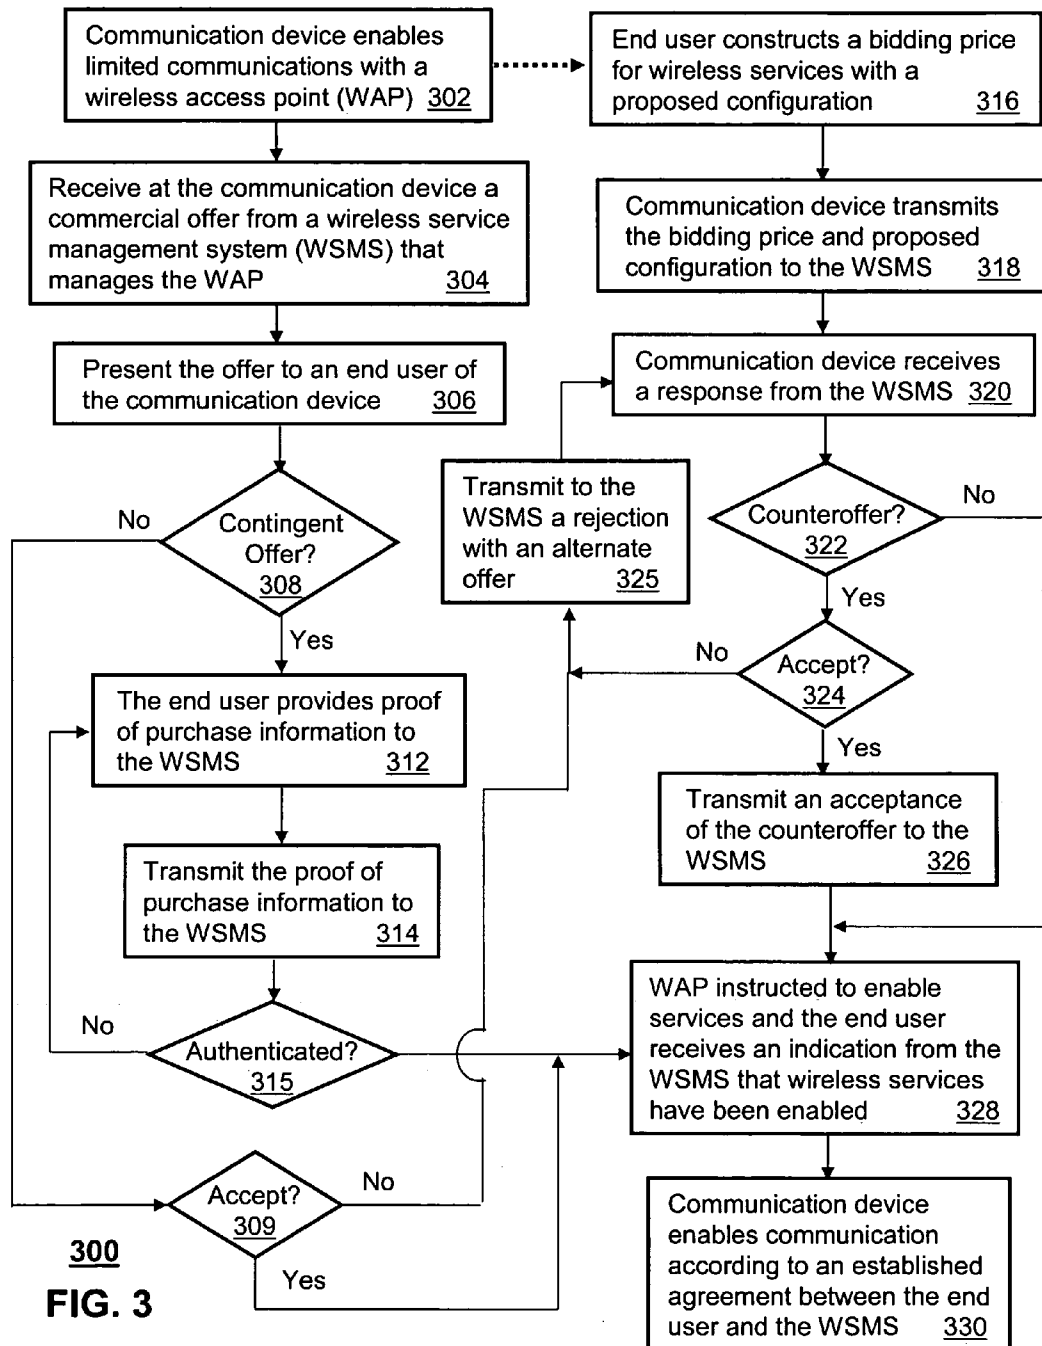 Communication device enables
limited communications with a
wireless access point (WAP) 302
Receive at the communication device a
commercial offer from a wireless service
management system (WSMS) that
manages the WAP 304
Present the offer to an end user of
the communication device 306
No
Contingent
Offer?
308
Yes
The end user provides proof
of purchase information to
the WSMS 312
Transmit the proof of
purchase information to
the WSMS 314
No
Authenticated?
315
Accept?
309
No
Yes
300
FIG. 3
End user constructs a bidding price
for wireless services with a
proposed configuration 316
Communication device transmits
the bidding price and proposed
configuration to the WSMS 318
Communication device receives
a response from the WSMS 320
Transmit to the
WSMS a rejection
with an alternate
offer 325
Counteroffer?
322
No
Yes
No
Accept?
324
Yes
Transmit an acceptance
of the counteroffer to the
WSMS 326
WAP instructed to enable
services and the end user
receives an indication from the
WSMS that wireless services
have been enabled 328
Communication device
enables communication
according to an established
agreement between the end
user and the WSMS 330